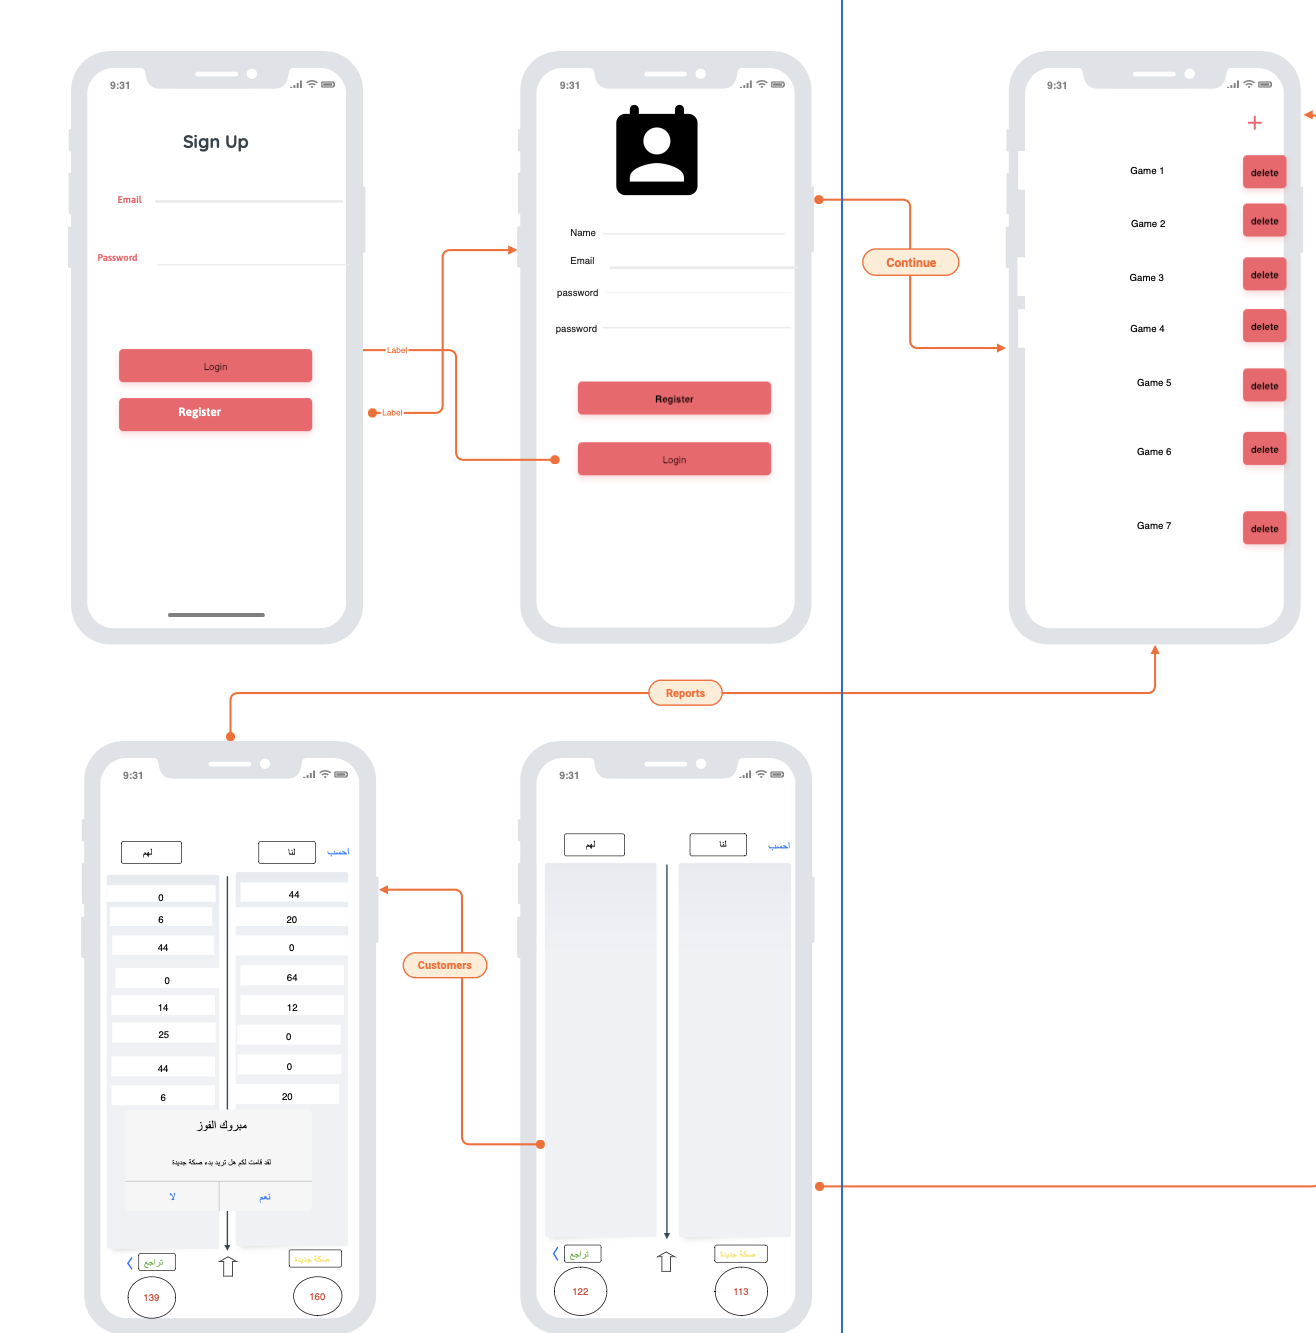 9:31
Sign Up
Email
Password
Login
Register
Label
Label
9:31
Name
Email
password
password
Register
Login
Continue
9:31
+
Game 1
delete
Game 2
delete
Game 3
delete
Game 4
delete
Game 5
delete
Game 6
delete
Game 7
delete
Reports
9:31
لهم
لنا
احسب
0
44
6
20
44
0
0
64
14
12
25
0
44
0
6
20
مبروك الفوز
لقد قامت لكم هل تريد بدء صكة جديدة
لا
نعم
تراجع
صكة جديدة
139
160
Customers
9:31
لهم
لنا
احسب
تراجع
صكة جديدة
122
113